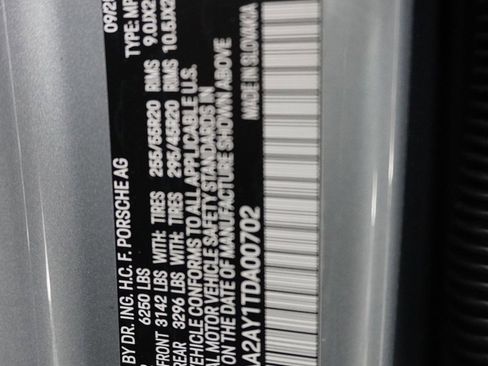 09/2
BY DR. ING. H.C. F. PORSCHE AG
6250 LBS TYPE: MP
FRONT 3142 LBS WITH: TIRES 255/55R20 RIMS 9.0JX2
REAR 3296 LBS WITH: TIRES 295/45R20 RIMS 10.5JX2
VEHICLE CONFORMS TO ALL APPLICABLE U.S.
AL MOTOR VEHICLE SAFETY STANDARDS IN
DATE OF MANUFACTURE SHOWN ABOVE
A2AY1TDA00702 MADE IN SLOVAKIA